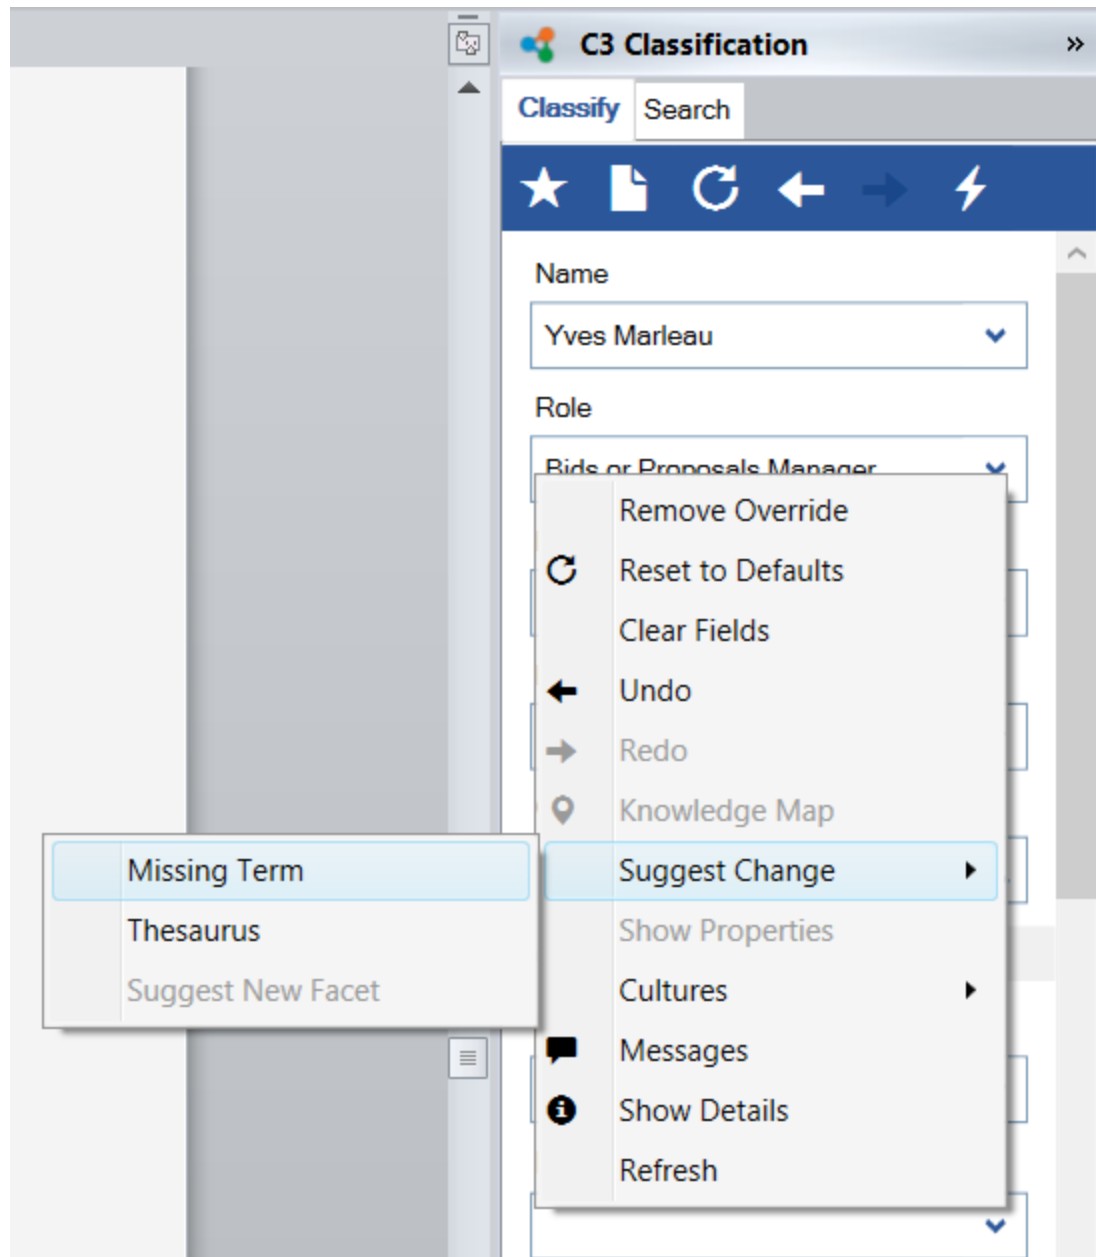 C3 Classification
Classify
Search
Name
Yves Marleau
Role
Bids or Proposals Manager
Remove Override
Reset to Defaults
Clear Fields
Undo
Redo
Knowledge Map
Suggest Change
Show Properties
Cultures
Messages
Show Details
Refresh
Missing Term
Thesaurus
Suggest New Facet